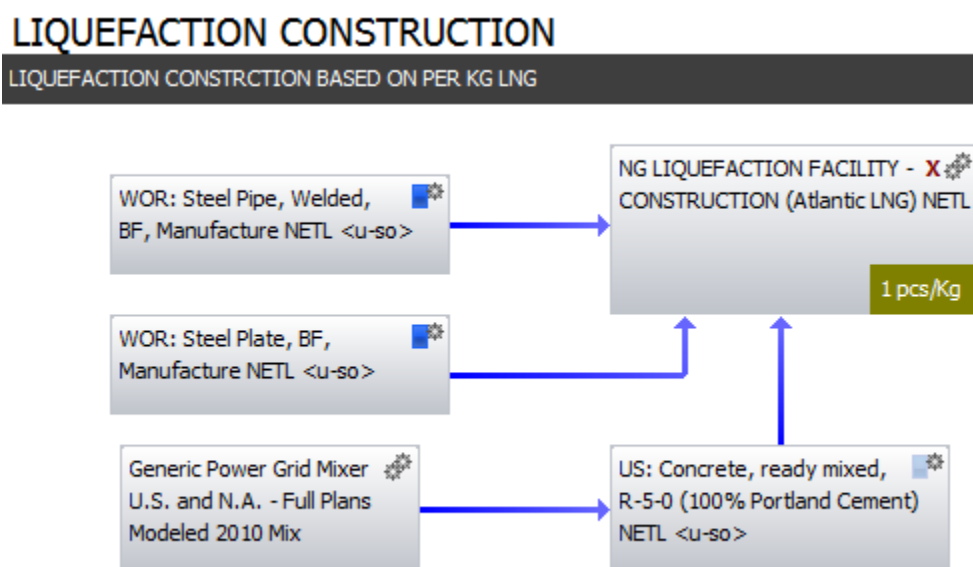 LIQUEFACTION CONSTRUCTION
LIQUEFACTION CONSTRCTION BASED ON PER KG LNG
NG LIQUEFACTION FACILITY - X
CONSTRUCTION (Atlantic LNG) NETL
1 pcs/Kg
WOR: Steel Pipe, Welded,
BF, Manufacture NETL <u-so>
WOR: Steel Plate, BF,
Manufacture NETL <u-so>
Generic Power Grid Mixer
U.S. and N.A. - Full Plans
Modeled 2010 Mix
US: Concrete, ready mixed,
R-5-0 (100% Portland Cement)
NETL <u-so>